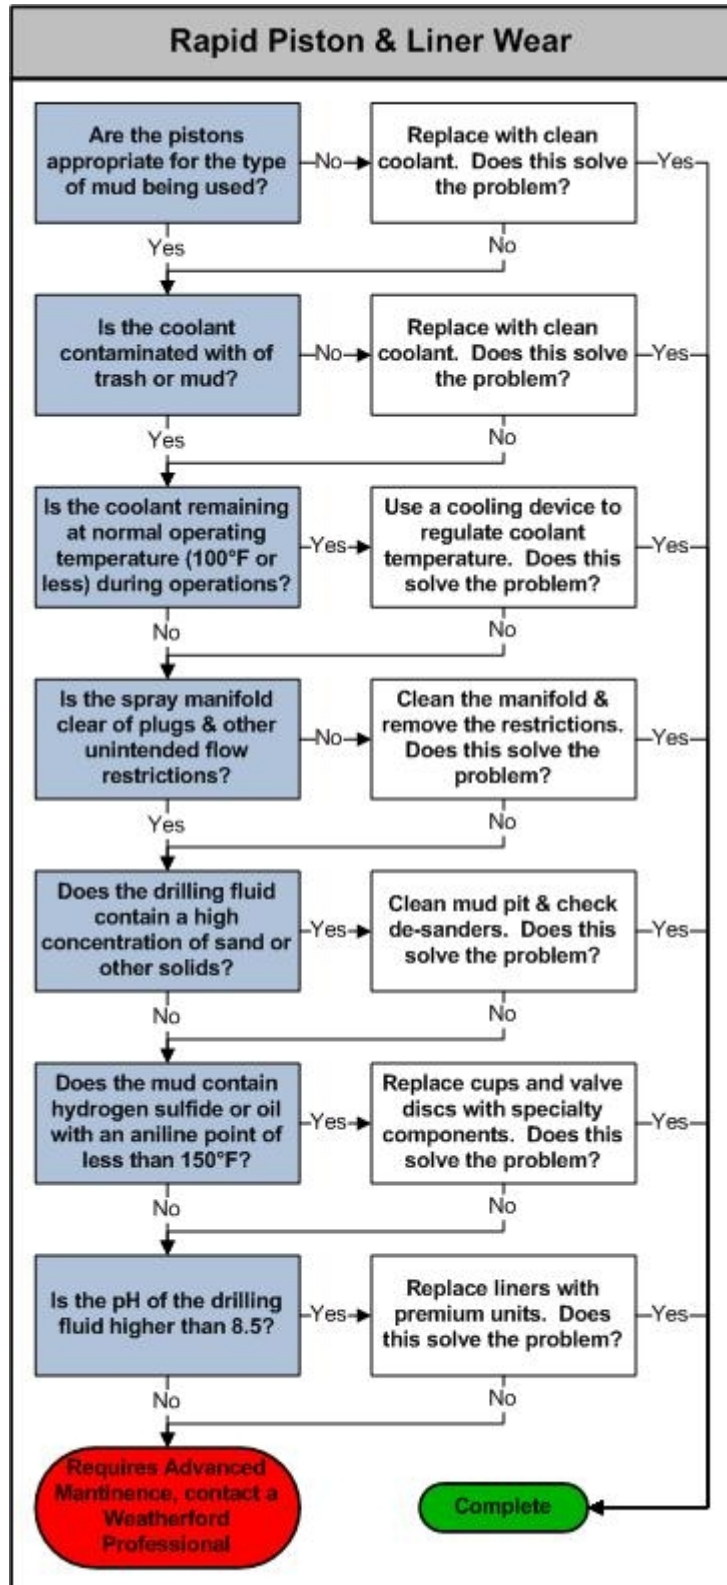 Rapid Piston & Liner Wear
Are the pistons
appropriate for the type
of mud being used?
No
Replace with clean
coolant. Does this solve
the problem?
Yes
Yes
No
Is the coolant
contaminated with of
trash or mud?
No
Replace with clean
coolant. Does this solve
the problem?
Yes
Yes
No
Is the coolant remaining
at normal operating
temperature (100°F or
less) during operations?
Yes
Use a cooling device to
regulate coolant
temperature. Does this
solve the problem?
Yes
No
No
Is the spray manifold
clear of plugs & other
unintended flow
restrictions?
No
Clean the manifold &
remove the restrictions.
Does this solve the
problem?
Yes
Yes
No
Does the drilling fluid
contain a high
concentration of sand or
other solids?
Yes
Clean mud pit & check
de-sanders. Does this
solve the problem?
Yes
No
No
Does the mud contain
hydrogen sulfide or oil
with an aniline point of
less than 150°F?
Yes
Replace cups and valve
discs with specialty
components. Does this
solve the problem?
Yes
No
No
Is the pH of the drilling
fluid higher than 8.5?
Yes
Replace liners with
premium units. Does
this solve the problem?
Yes
No
No
Requires Advanced
Mantinence, contact a
Weatherford
Professional
Complete